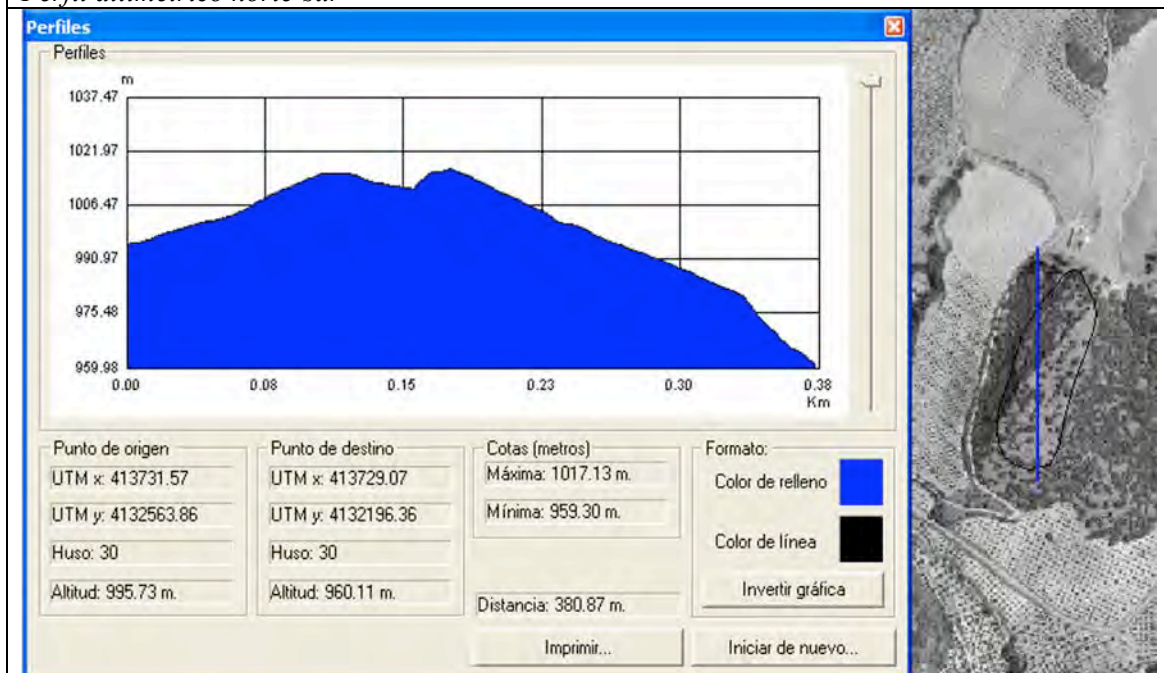 Perfil altimétrico norte-sur
Perfiles
Perfiles
m
1037.47
1021.97
1006.47
990.97
975.48
959.98
0.00 0.08 0.15 0.23 0.30 0.38
Km
Punto de origen
UTM x: 413731.57
UTM y: 4132563.86
Huso: 30
Altitud: 995.73 m.
Punto de destino
UTM x: 413729.07
UTM y: 4132196.36
Huso: 30
Altitud: 960.11 m.
Cotas (metros)
Máxima: 1017.13 m.
Mínima: 959.30 m.
Distancia: 380.87 m.
Formato:
Color de relleno
Color de línea
Invertir gráfica
Imprimir...
Iniciar de nuevo...